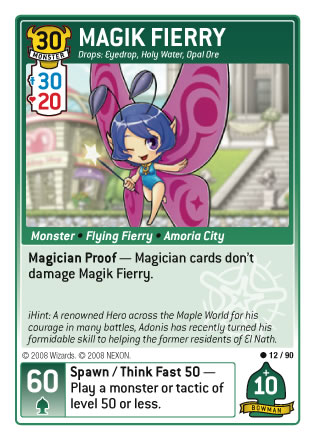 30
MONSTER
MAGIK FIERRY
Drops: Eyedrop, Holy Water, Opal Ore
30
20
Monster • Flying Fierry • Amoria City
Magician Proof — Magician cards don't
damage Magik Fierry.
iHint: A renowned Hero across the Maple World for his
courage in many battles, Adonis has recently turned his
formidable skill to helping the former residents of El Nath.
© 2008 Wizards. © 2008 NEXON.
● 12 / 90
60
Spawn / Think Fast 50 —
Play a monster or tactic of
level 50 or less.
+
10
BOWMAN